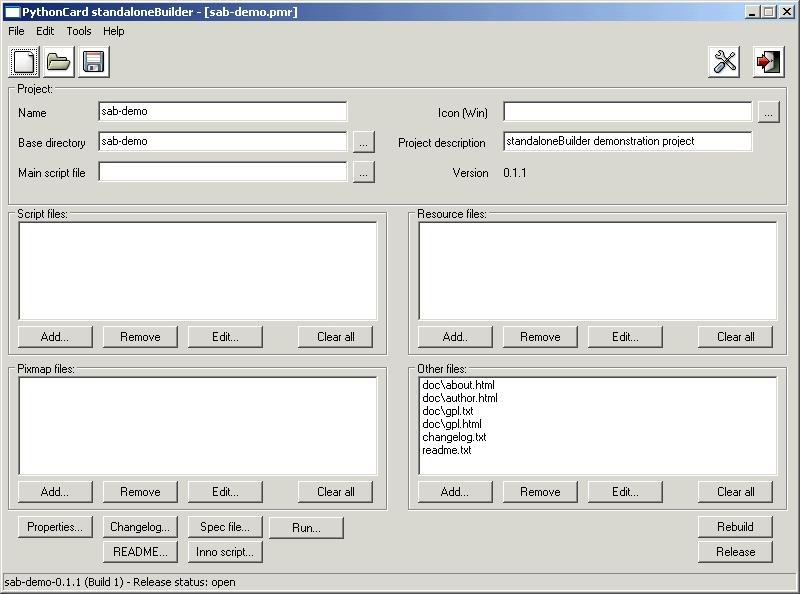 PythonCard standaloneBuilder - [sab-demo.pmr]
File Edit Tools Help
Project:
Name sab-demo Icon (Win) ...
Base directory sab-demo ... Project description standaloneBuilder demonstration project
Main script file ... Version 0.1.1
Script files: Resource files:
Add... Remove Edit... Clear all Add.. Remove Edit... Clear all
Pixmap files: Other files:
doc\about.html
doc\author.html
doc\gpl.txt
doc\gpl.html
changelog.txt
readme.txt
Add... Remove Edit... Clear all Add... Remove Edit... Clear all
Properties... Changelog... Spec file... Run... Rebuild
README... Inno script... Release
sab-demo-0.1.1 (Build 1) - Release status: open